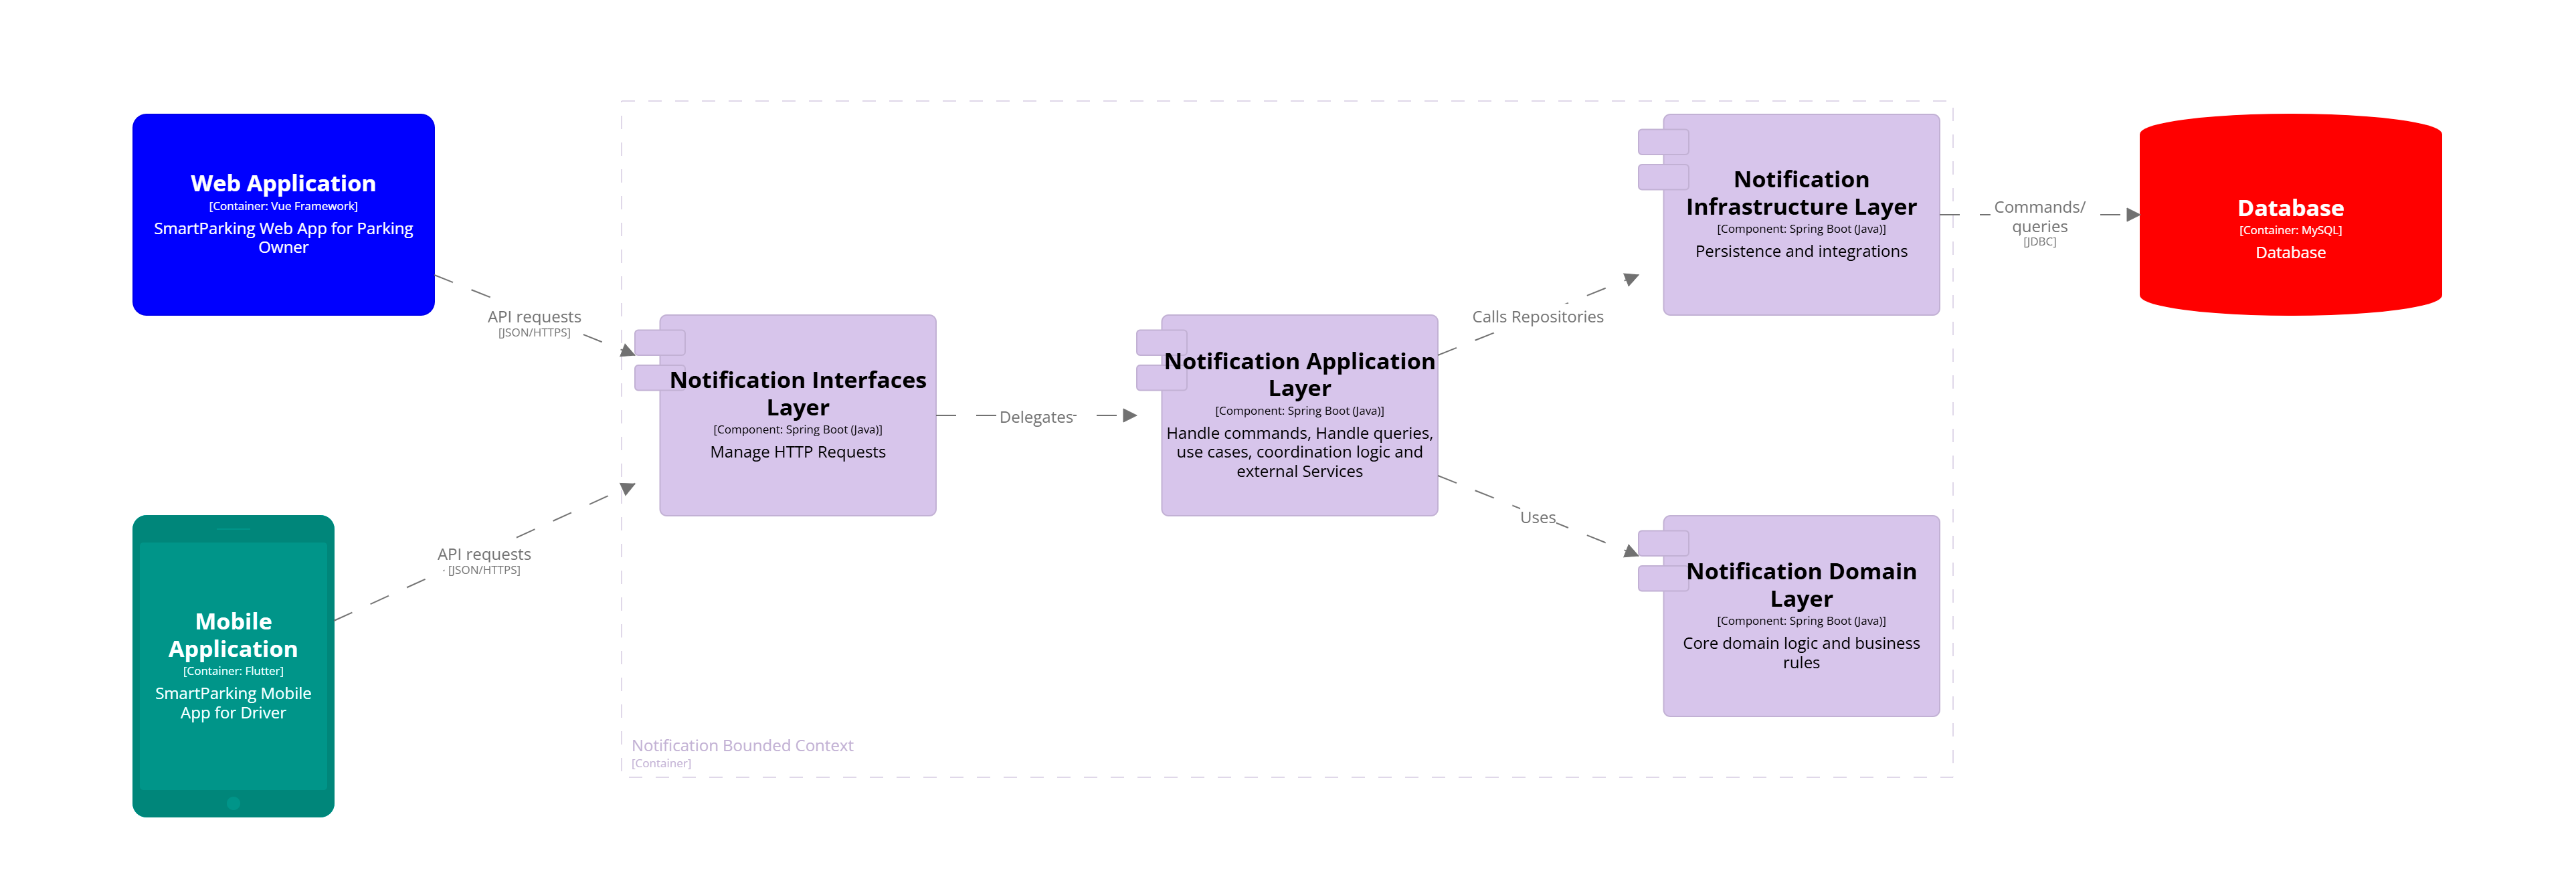 Web Application
[Container: Vue Framework]
SmartParking Web App for Parking
Owner
API requests
[JSON/HTTPS]
Mobile
Application
[Container: Flutter]
SmartParking Mobile
App for Driver
API requests
[JSON/HTTPS]
Notification Interfaces
Layer
[Component: Spring Boot (Java)]
Manage HTTP Requests
Delegates
Notification Application
Layer
[Component: Spring Boot (Java)]
Handle commands, Handle queries,
use cases, coordination logic and
external Services
Calls Repositories
Uses
Notification
Infrastructure Layer
[Component: Spring Boot (Java)]
Persistence and integrations
Notification Domain
Layer
[Component: Spring Boot (Java)]
Core domain logic and business
rules
Commands/
queries
[JDBC]
Database
[Container: MySQL]
Database
Notification Bounded Context
[Container]